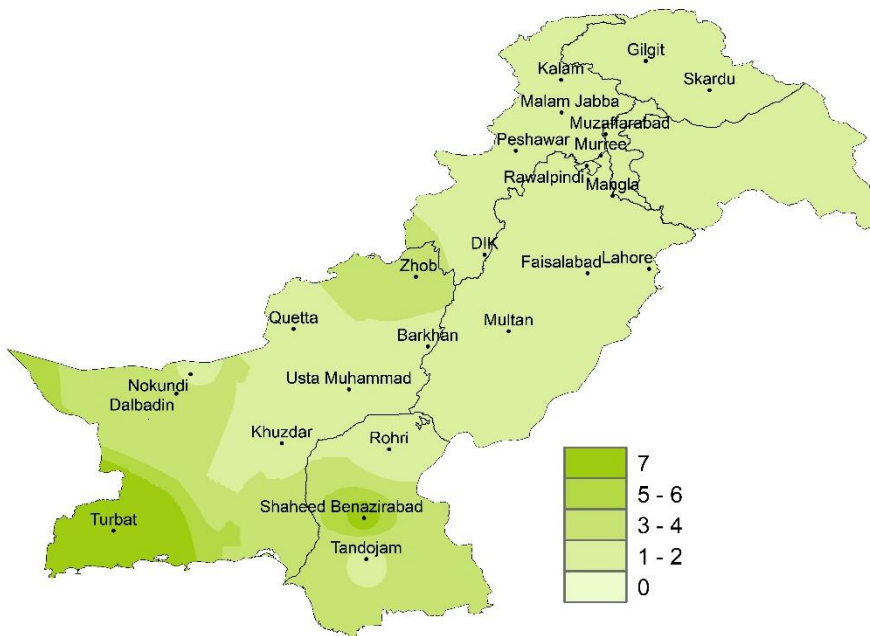 Gilgit
Kalam
Skardu
Malam Jabba
Muzaffarabad
Peshawar
Murree
Rawalpindi
Mangla
DIK
Zhob
Faisalabad
Lahore
Quetta
Multan
Barkhan
Nokundi
Usta Muhammad
Dalbadin
Khuzdar
Rohri
7
5 - 6
Shaheed Benazirabad
Turbat
3 - 4
Tandojam
1 - 2
0